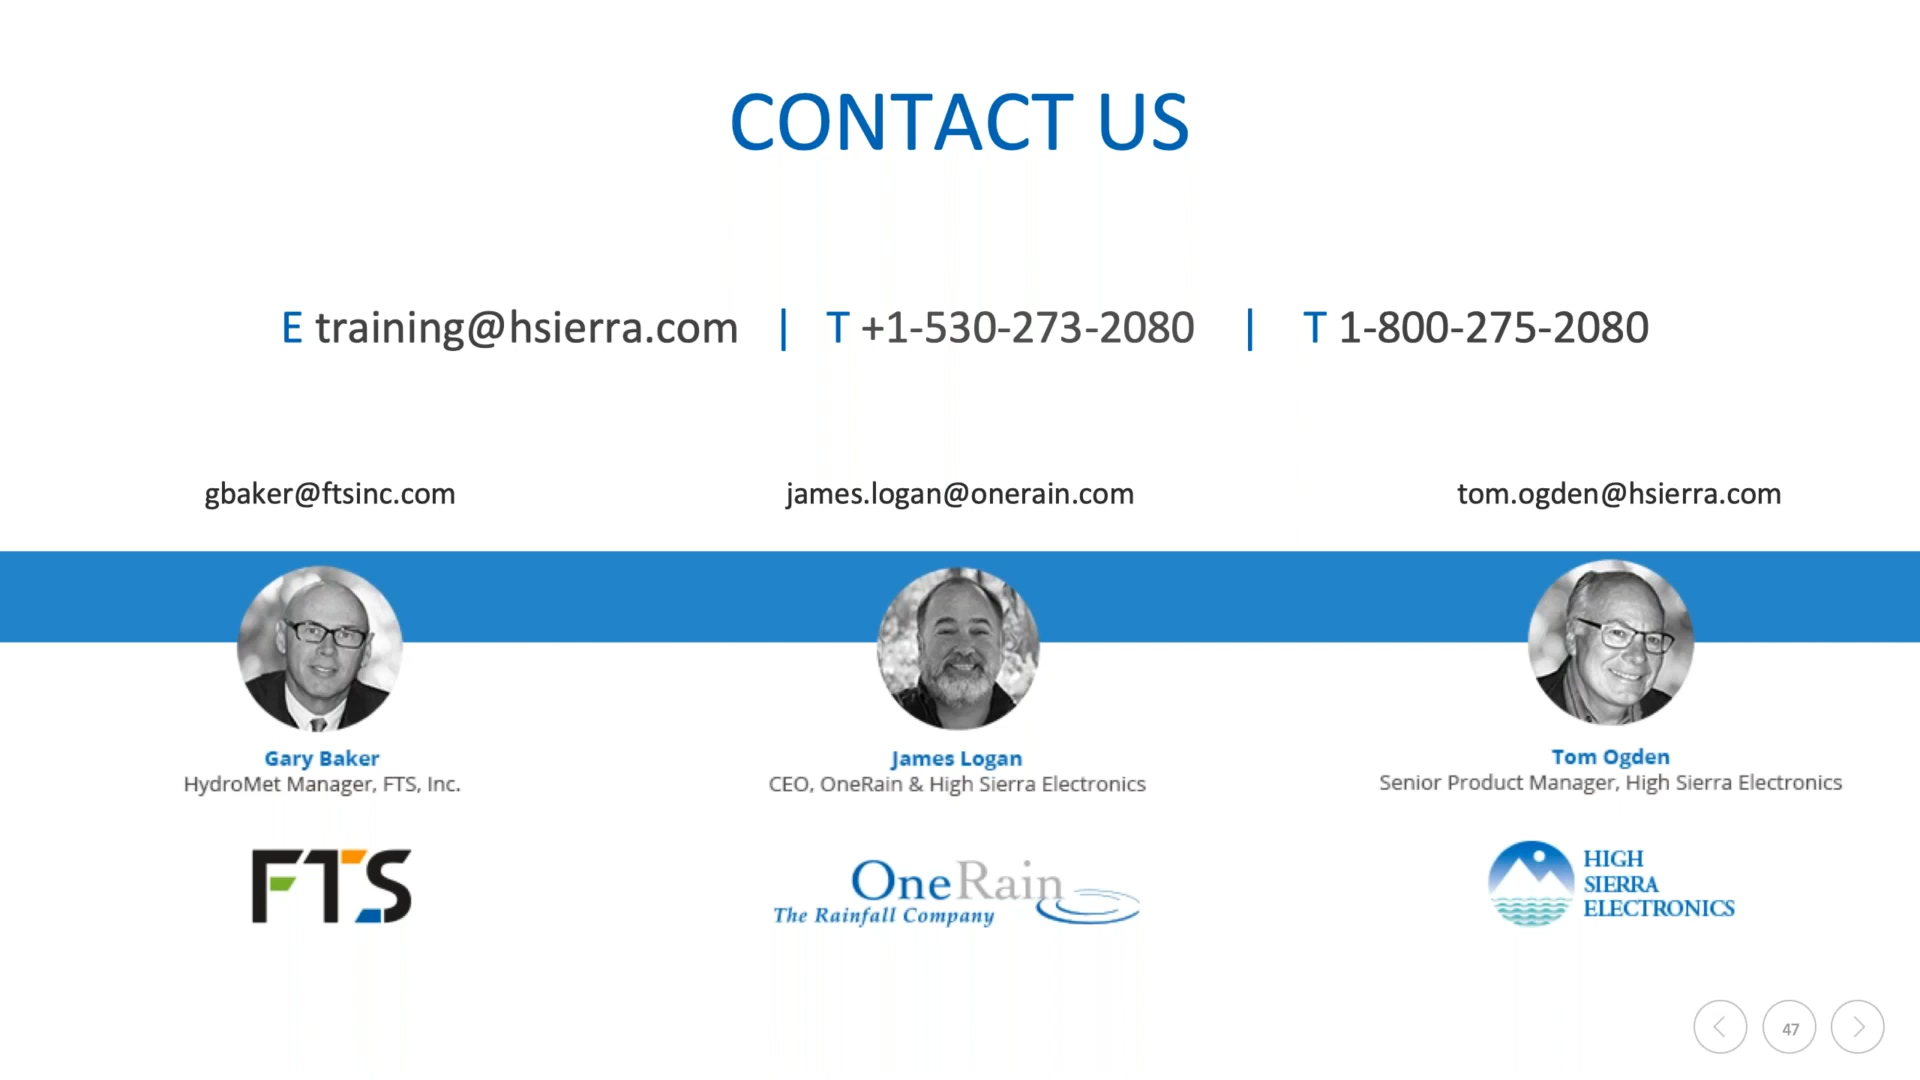 CONTACT US
E training@hsierra.com | T +1-530-273-2080 | T 1-800-275-2080
gbaker@ftsinc.com
james.logan@onerain.com
tom.ogden@hsierra.com
Gary Baker
HydroMet Manager, FTS, Inc.
James Logan
CEO, OneRain & High Sierra Electronics
Tom Ogden
Senior Product Manager, High Sierra Electronics
FTS
OneRain
The Rainfall Company
HIGH
SIERRA
ELECTRONICS
47